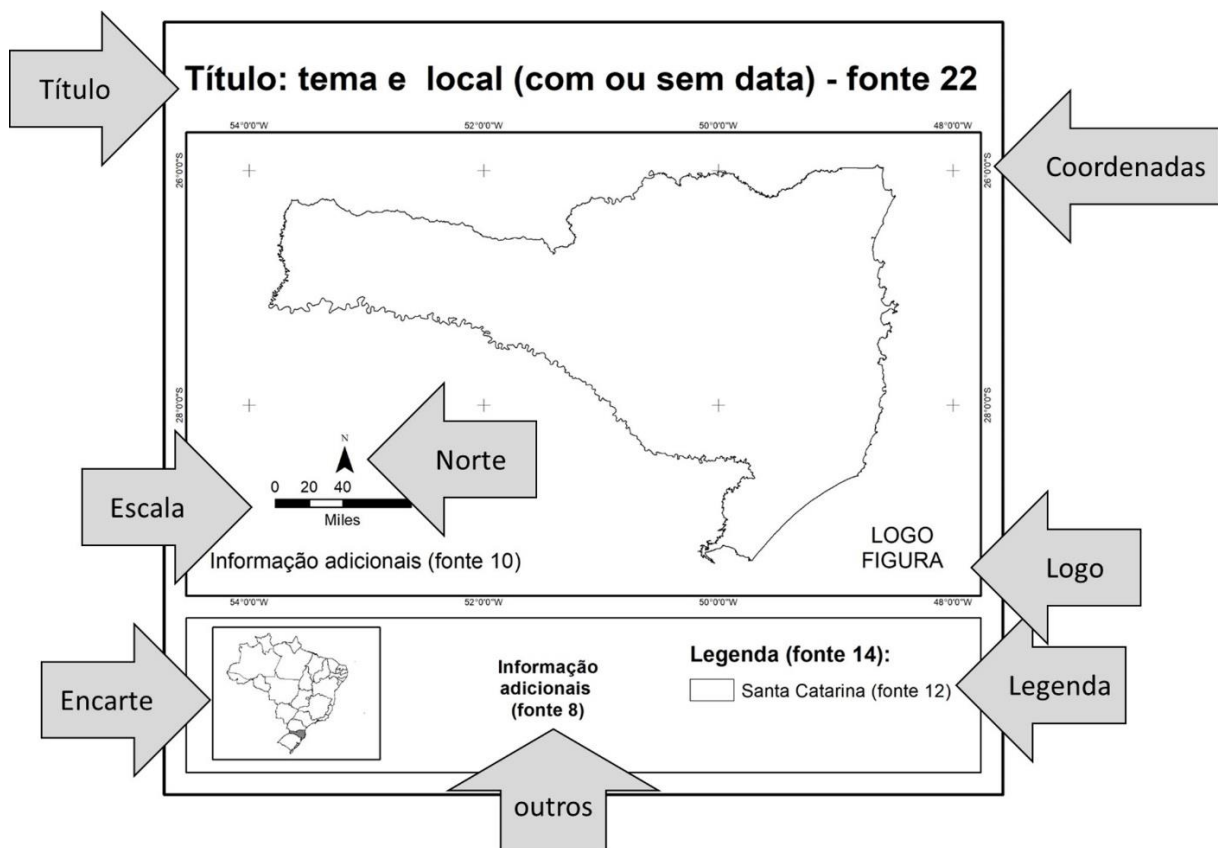 Título
Título: tema e local (com ou sem data) - fonte 22
54°0'0"W 52°0'0"W 50°0'0"W 48°0'0"W
26°0'0"S
26°0'0"S
Coordenadas
28°0'0"S
28°0'0"S
N
Norte
Escala
0 20 40
Miles
Informação adicionais (fonte 10)
LOGO
FIGURA
Logo
54°0'0"W 52°0'0"W 50°0'0"W 48°0'0"W
Encarte
Informação
adicionais
(fonte 8)
Legenda (fonte 14):
Santa Catarina (fonte 12)
Legenda
outros